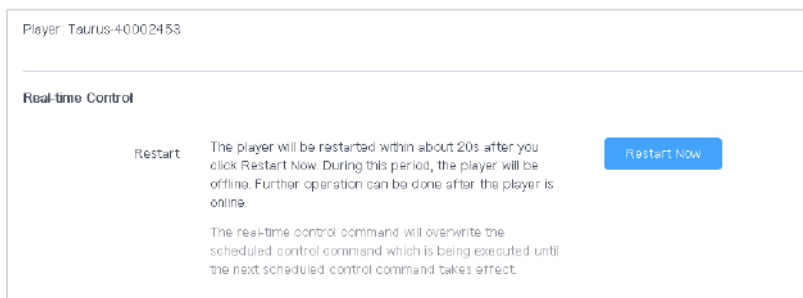 Player: Taurus-40002453
Real-time Control
Restart
The player will be restarted within about 20s after you
click Restart Now. During this period, the player will be
offline. Further operation can be done after the player is
online.
Restart Now
The real-time control command will overwrite the
scheduled control command which is being executed until
the next scheduled control command takes effect.